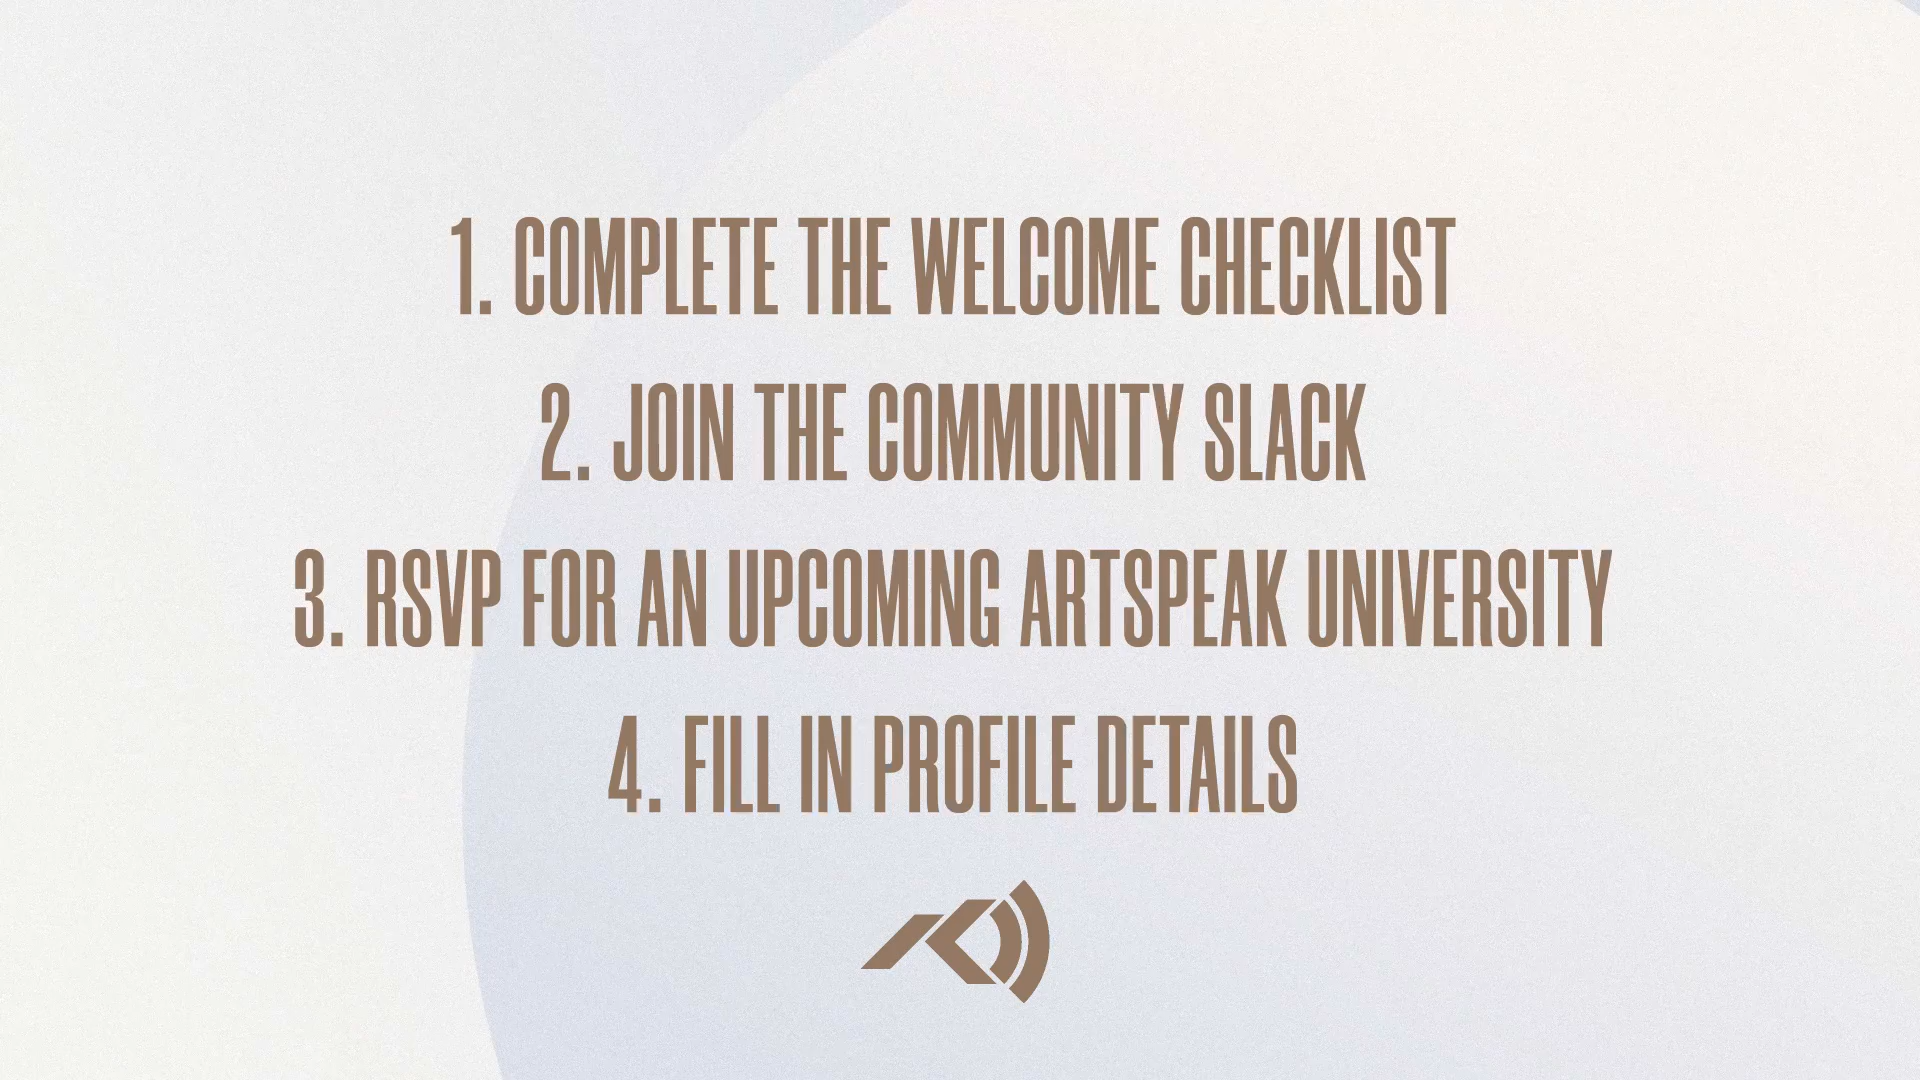 1. COMPLETE THE WELCOME CHECKLIST
2. JOIN THE COMMUNITY SLACK
3. RSVP FOR AN UPCOMING ARTSPEAK UNIVERSITY
4. FILL IN PROFILE DETAILS